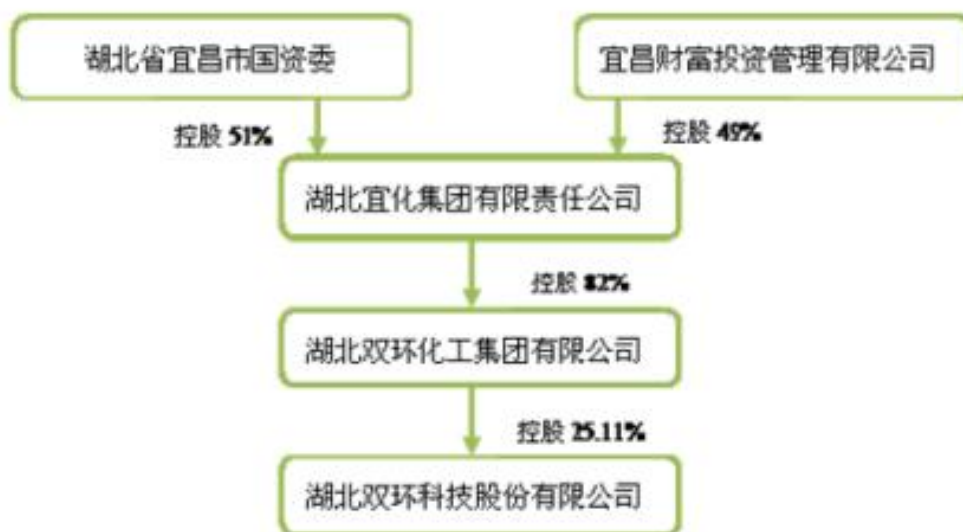 湖北省宜昌市国资委
宜昌财富投资管理有限公司
控股 51%
控股 49%
湖北宜化集团有限责任公司
控股 82%
湖北双环化工集团有限公司
控股 25.11%
湖北双环科技股份有限公司